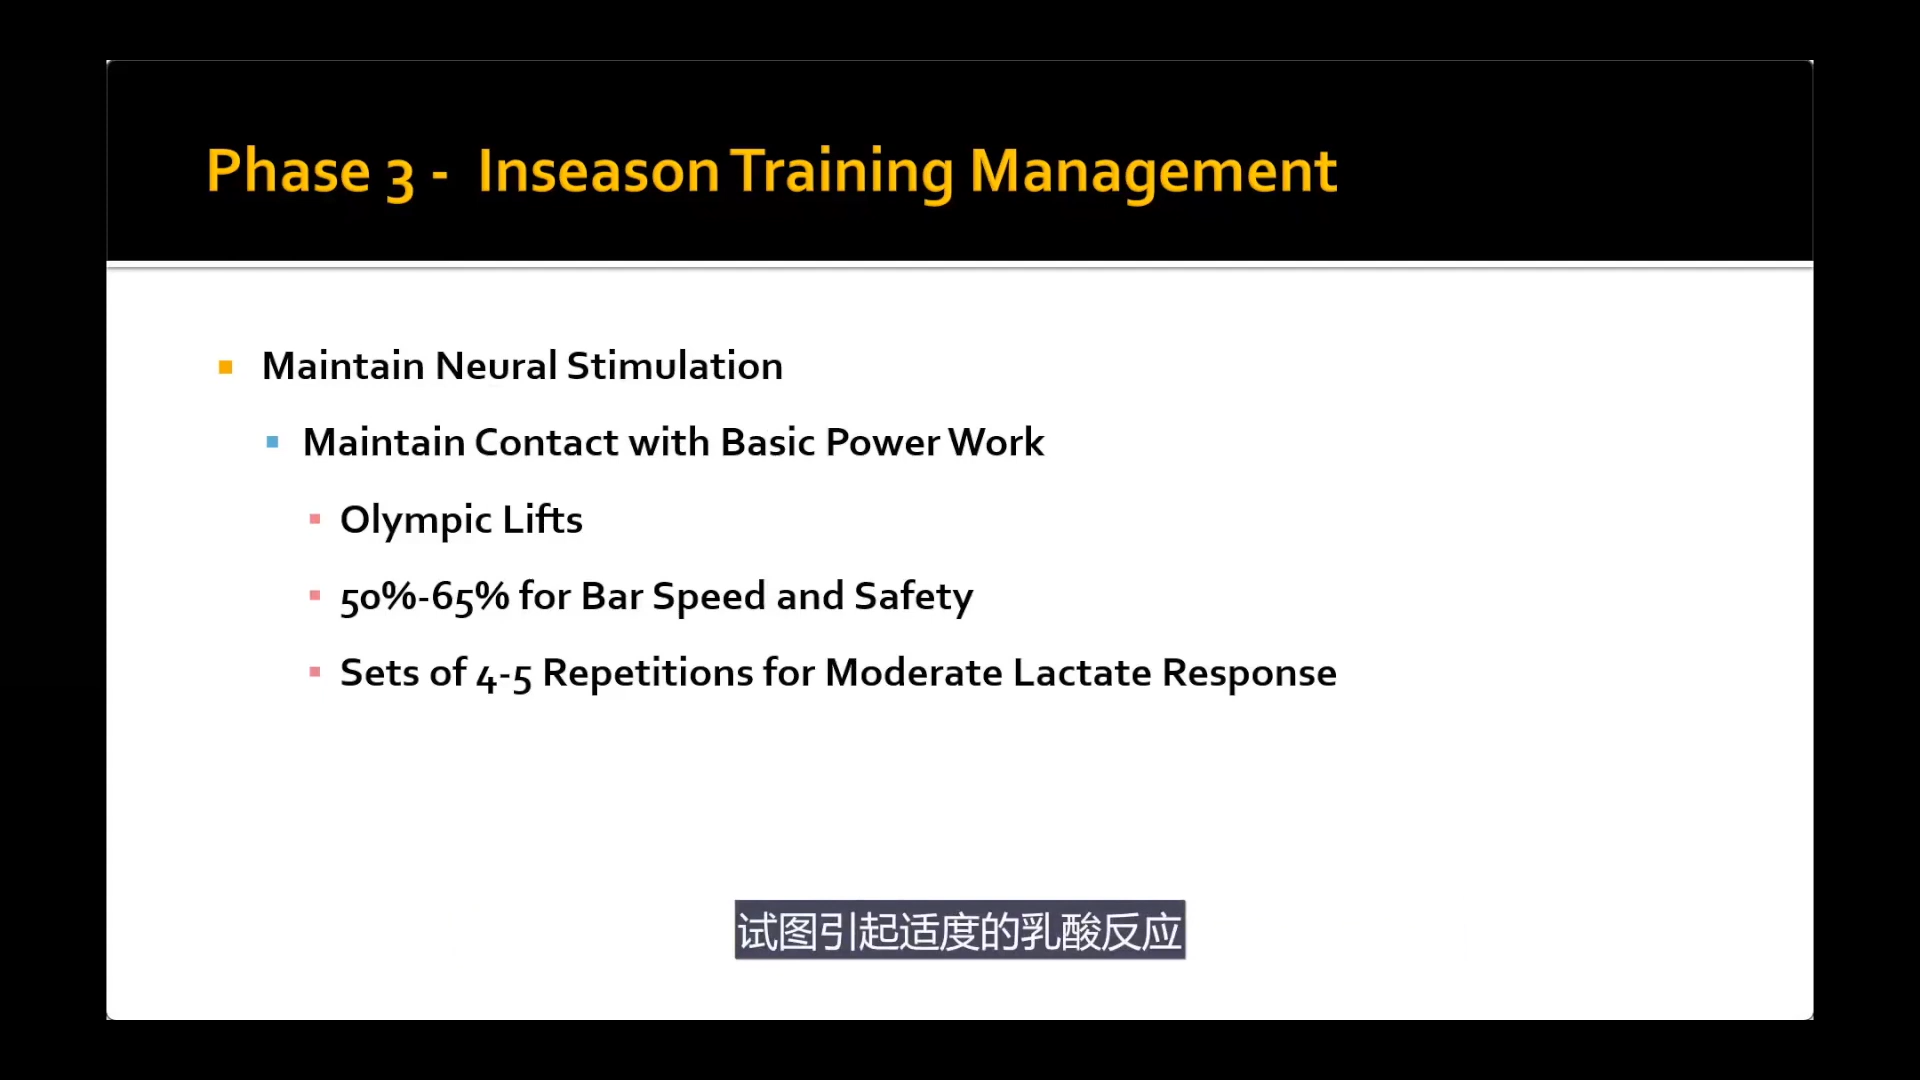 Phase 3 - Inseason Training Management
Maintain Neural Stimulation
Maintain Contact with Basic Power Work
Olympic Lifts
50%-65% for Bar Speed and Safety
Sets of 4-5 Repetitions for Moderate Lactate Response
试图引起适度的乳酸反应